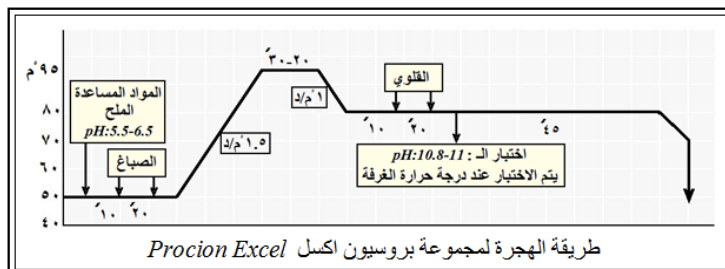 ٩٥°م
٨٠
٧٠
٦٠
٥٠
٤٠
المواد المساعدة
الملح
pH:5.5-6.5
الصباغ
١٠´
٢٠´
١.٥°م/د
٢٠-٣٠´
١°م/د
القلوي
١٠´
٢٠´
٤٥´
اختبار الـ : pH:10.8-11
يتم الاختبار عند درجة حرارة الغرفة
طريقة الهجرة لمجموعة بروسيون اكسل Procion Excel